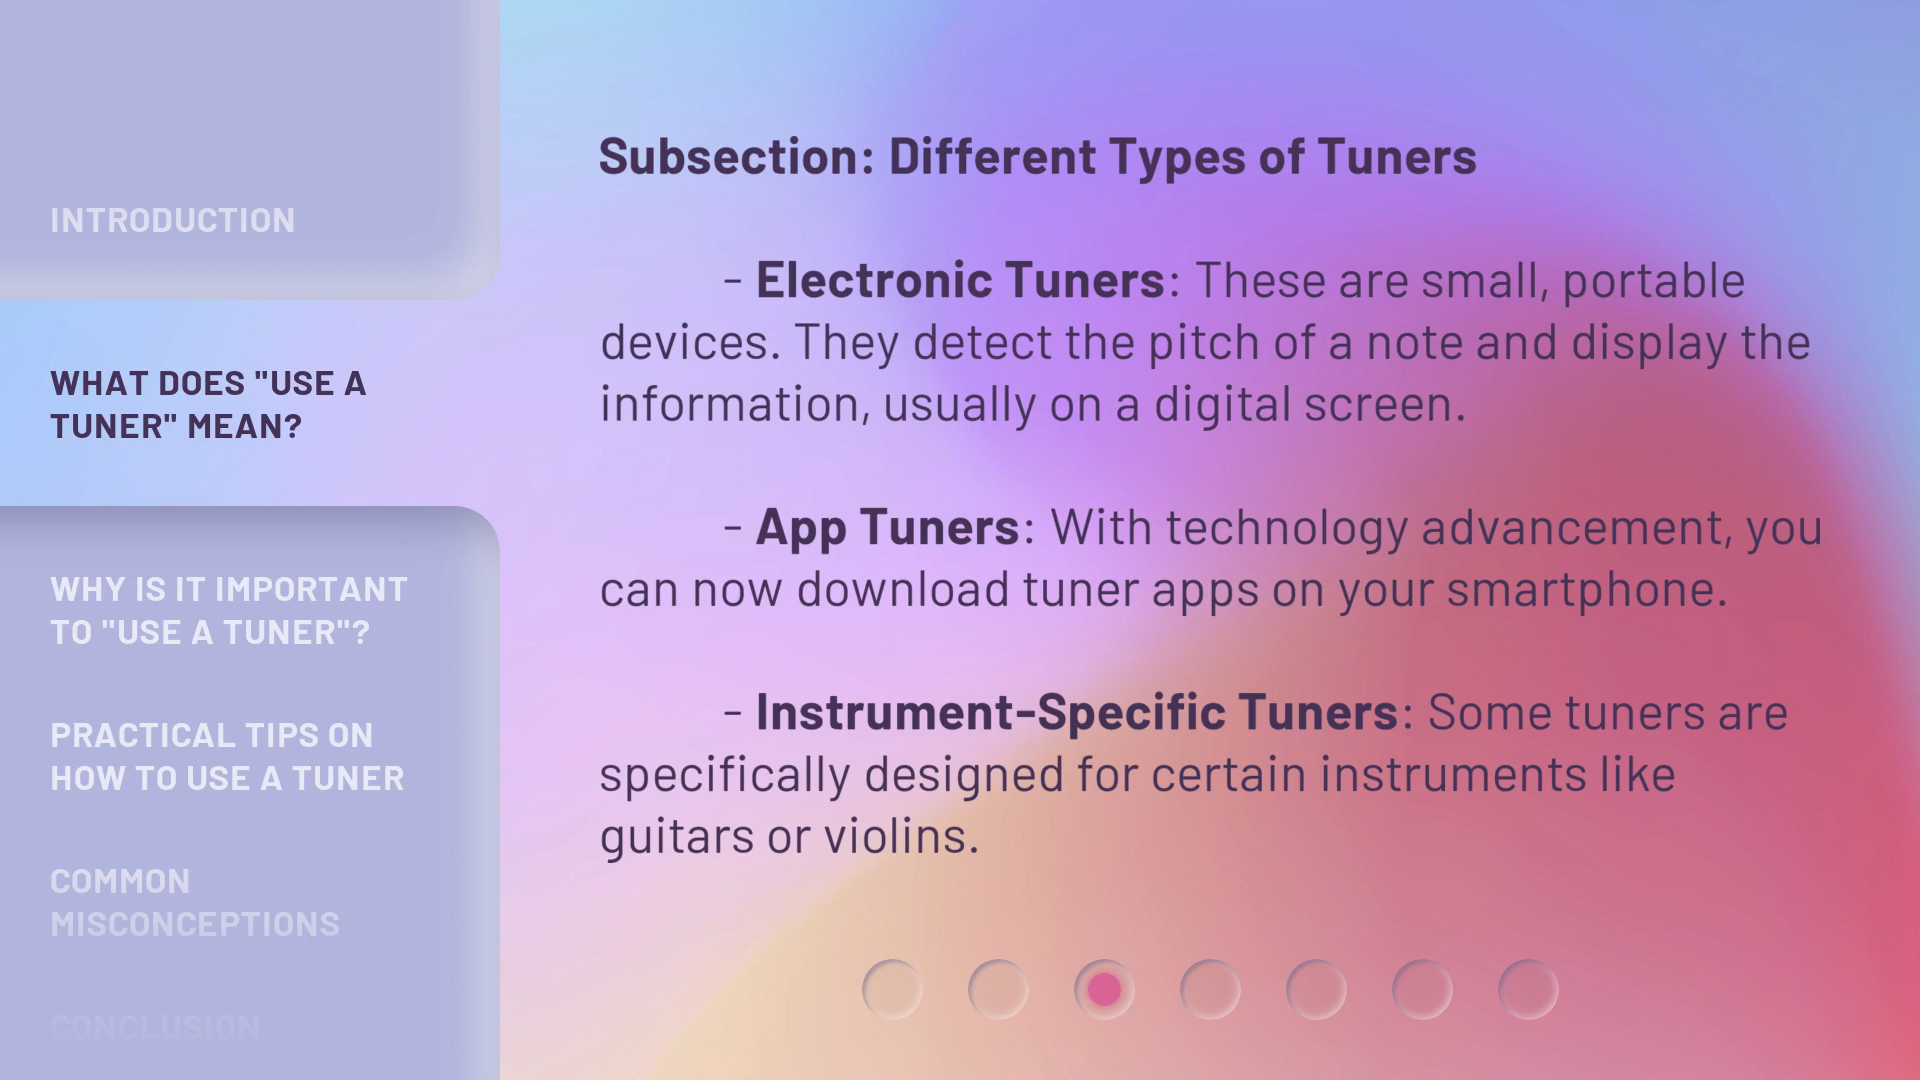 INTRODUCTION
WHAT DOES "USE A
TUNER" MEAN?
WHY IS IT IMPORTANT
TO "USE A TUNER"?
PRACTICAL TIPS ON
HOW TO USE A TUNER
COMMON
MISCONCEPTIONS
CONCLUSION
Subsection: Different Types of Tuners
- Electronic Tuners: These are small, portable
devices. They detect the pitch of a note and display the
information, usually on a digital screen.
- App Tuners: With technology advancement, you
can now download tuner apps on your smartphone.
- Instrument-Specific Tuners: Some tuners are
specifically designed for certain instruments like
guitars or violins.